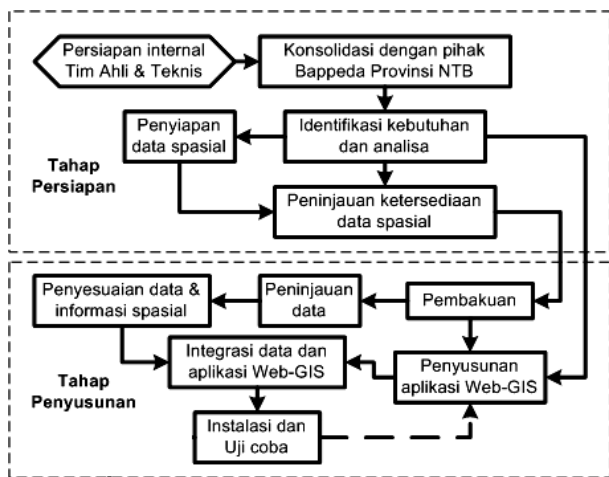 Persiapan internal
Tim Ahli & Teknis
Konsolidasi dengan pihak
Bappeda Provinsi NTB
Penyiapan
data spasial
Identifikasi kebutuhan
dan analisa
Tahap
Persiapan
Peninjauan ketersediaan
data spasial
Penyesuaian data &
informasi spasial
Peninjauan
data
Pembakuan
Integrasi data dan
aplikasi Web-GIS
Penyusunan
aplikasi Web-GIS
Tahap
Penyusunan
Instalasi dan
Uji coba